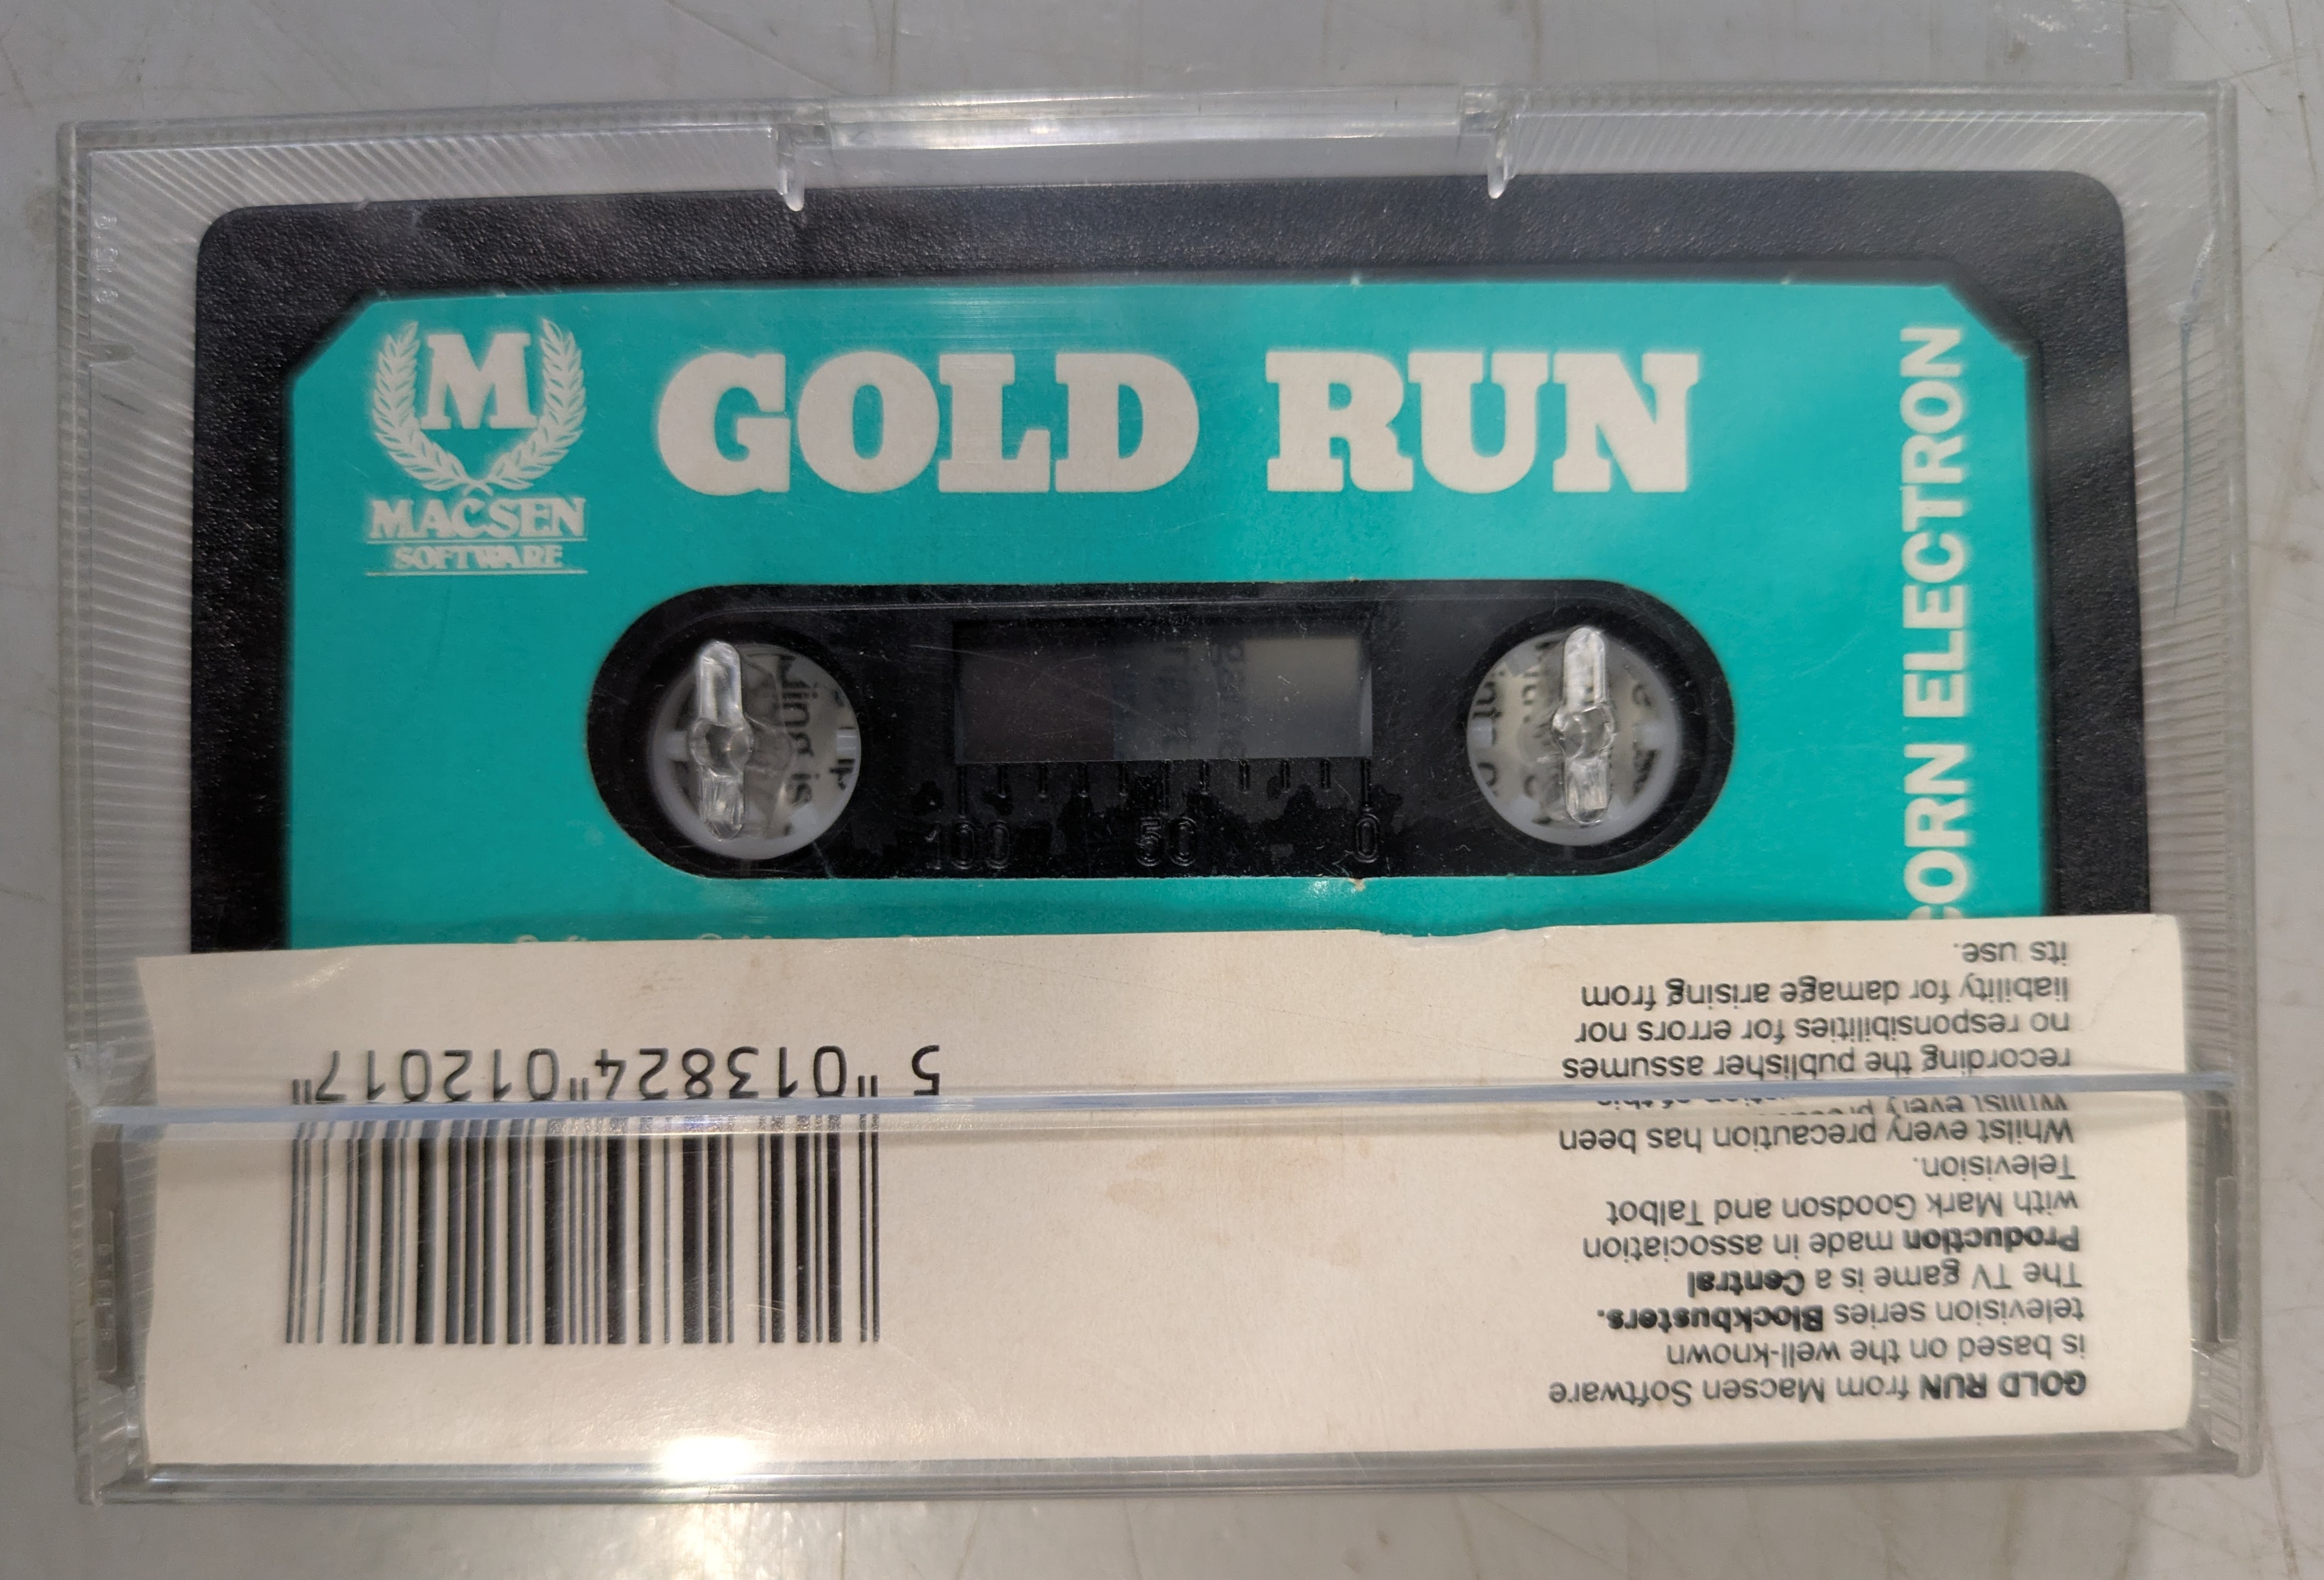 M
MACSEN
SOFTWARE
GOLD RUN
CORN ELECTRON
100 50 0
GOLD RUN from Macsen Software
is based on the well-known
television series Blockbusters.
The TV game is a Central
Production made in association
with Mark Goodson and Talbot
Television.
Whilst every precaution has been
recording the publisher assumes
no responsibilities for errors nor
liability for damage arising from
its use.
5"013824"012017"